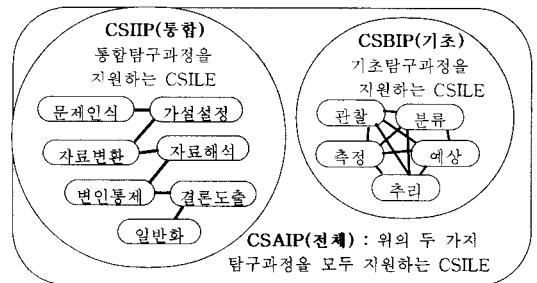 CSIIP(통합)
통합탐구과정을
지원하는 CSILE
문제인식
가설설정
자료변환
자료해석
변인통제
결론도출
일반화
CSBIP(기초)
기초탐구과정을
지원하는 CSILE
관찰
분류
측정
예상
추리
CSAIP(전체) : 위의 두 가지
탐구과정을 모두 지원하는 CSILE